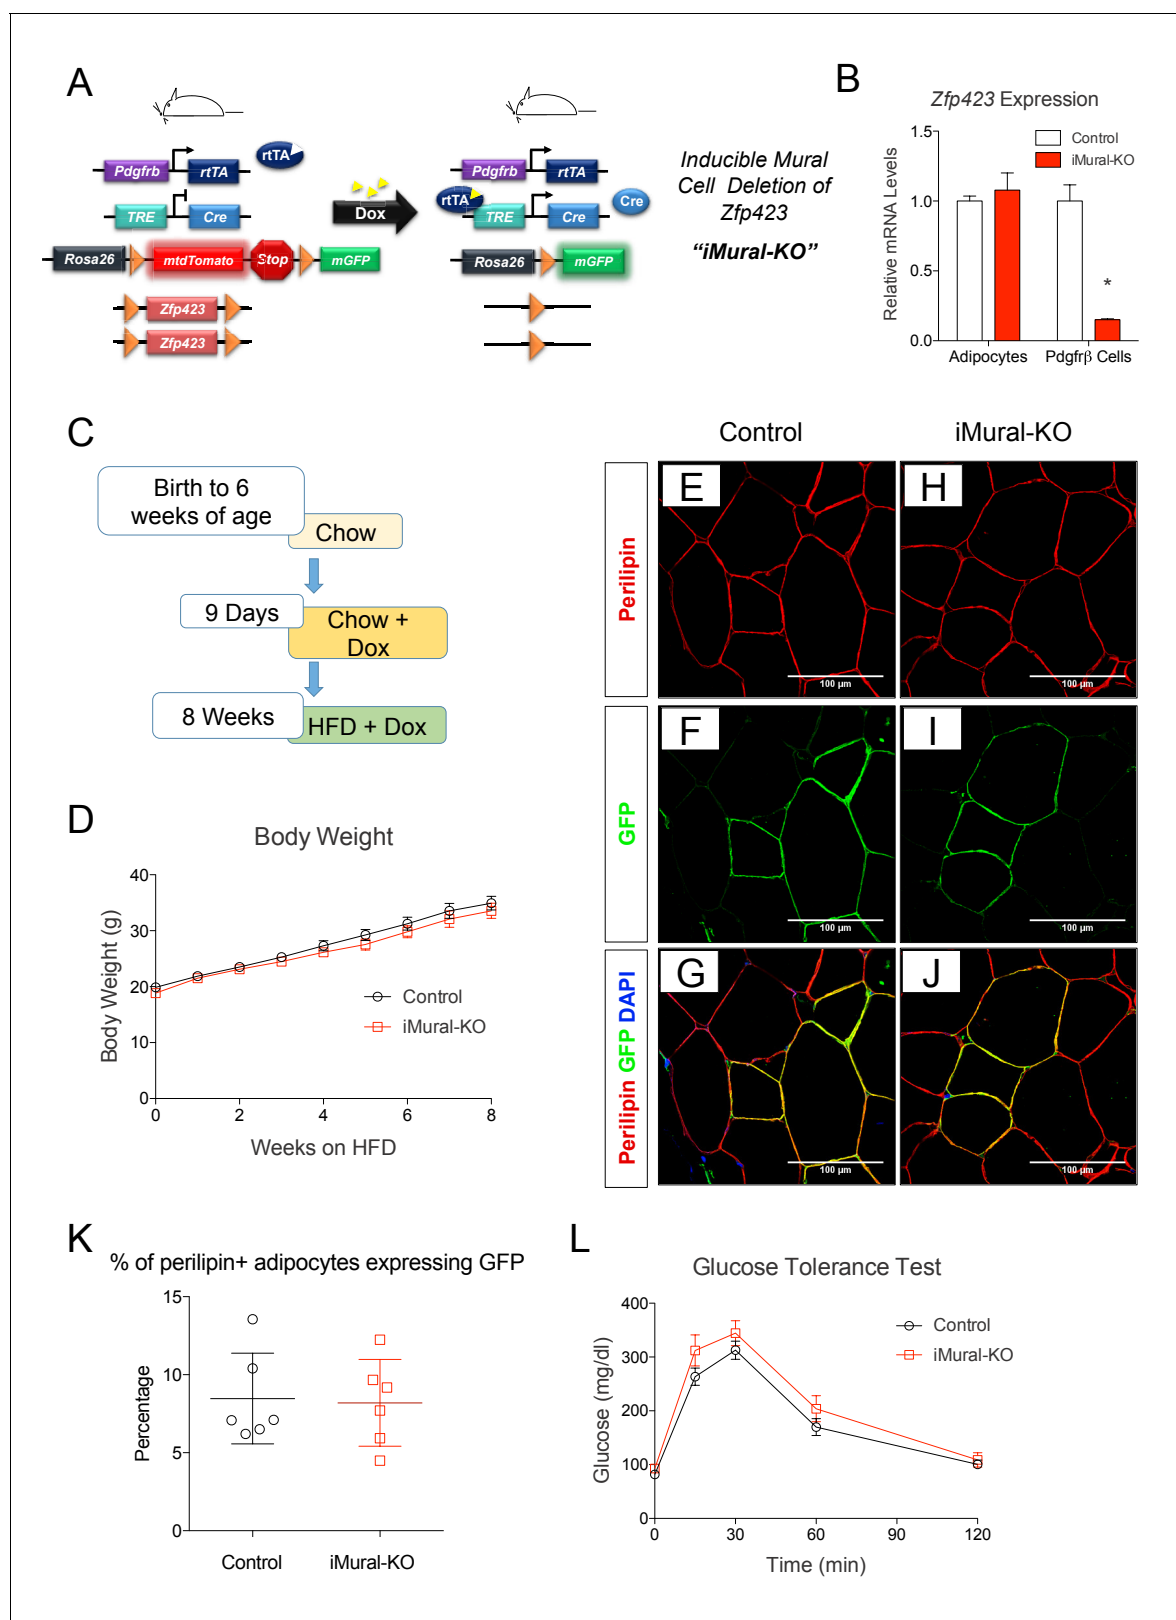 A
Pdgfrb
rtTA
rtTA
TRE
Cre
Rosa26
mtdTomato
Stop
mGFP
Zfp423
Zfp423
Dox
Pdgfrb
rtTA
rtTA
TRE
Cre
Cre
Rosa26
mGFP
Inducible Mural
Cell Deletion of
Zfp423
“iMural-KO”
B
Zfp423 Expression
Control
iMural-KO
Relative mRNA Levels
1.5
1.0
0.5
0.0
*
Adipocytes
Pdgfrβ Cells
C
Birth to 6
weeks of age
Chow
9 Days
Chow +
Dox
8 Weeks
HFD + Dox
D
Body Weight
Body Weight (g)
40
30
20
10
0
Control
iMural-KO
0 2 4 6 8
Weeks on HFD
Control
iMural-KO
Perilipin
E
100 µm
H
100 µm
GFP
F
100 µm
I
100 µm
Perilipin GFP DAPI
G
100 µm
J
100 µm
K
% of perilipin+ adipocytes expressing GFP
Percentage
15
10
5
0
Control
iMural-KO
L
Glucose Tolerance Test
Glucose (mg/dl)
400
300
200
100
0
Control
iMural-KO
0 30 60 90 120
Time (min)